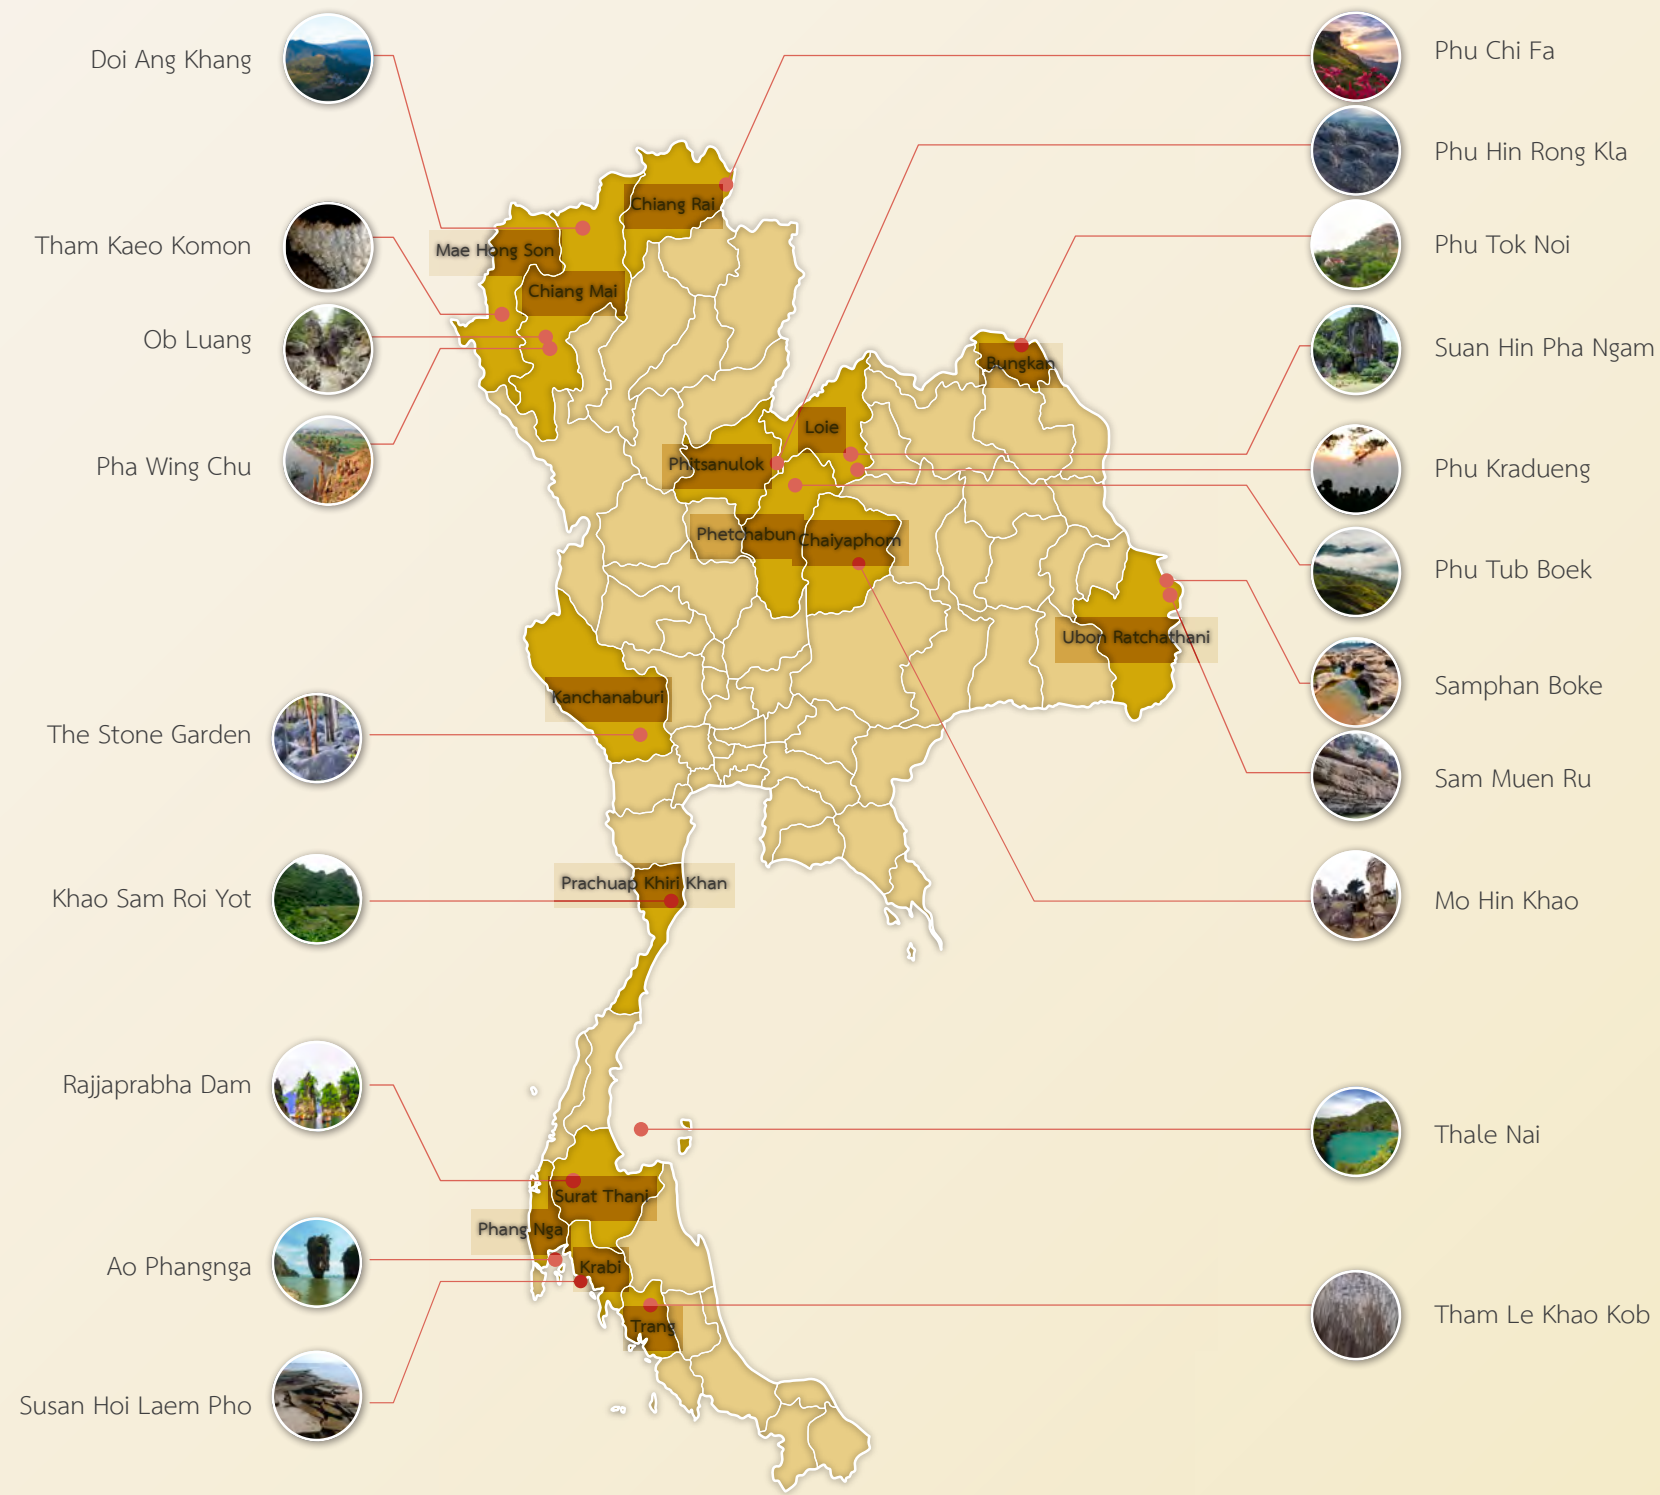 Doi Ang Khang
Phu Chi Fa
Phu Hin Rong Kla
Chiang Rai
Tham Kaeo Komon
Mae Hong Son
Phu Tok Noi
Chiang Mai
Ob Luang
Suan Hin Pha Ngam
Bungkan
Loie
Pha Wing Chu
Phitsanulok
Phu Kradueng
Phetchabun
Chaiyaphom
Phu Tub Boek
Ubon Ratchathani
Samphan Boke
Kanchanaburi
The Stone Garden
Sam Muen Ru
Prachuap Khiri Khan
Khao Sam Roi Yot
Mo Hin Khao
Rajjaprabha Dam
Thale Nai
Surat Thani
Phang Nga
Ao Phangnga
Krabi
Tham Le Khao Kob
Trang
Susan Hoi Laem Pho